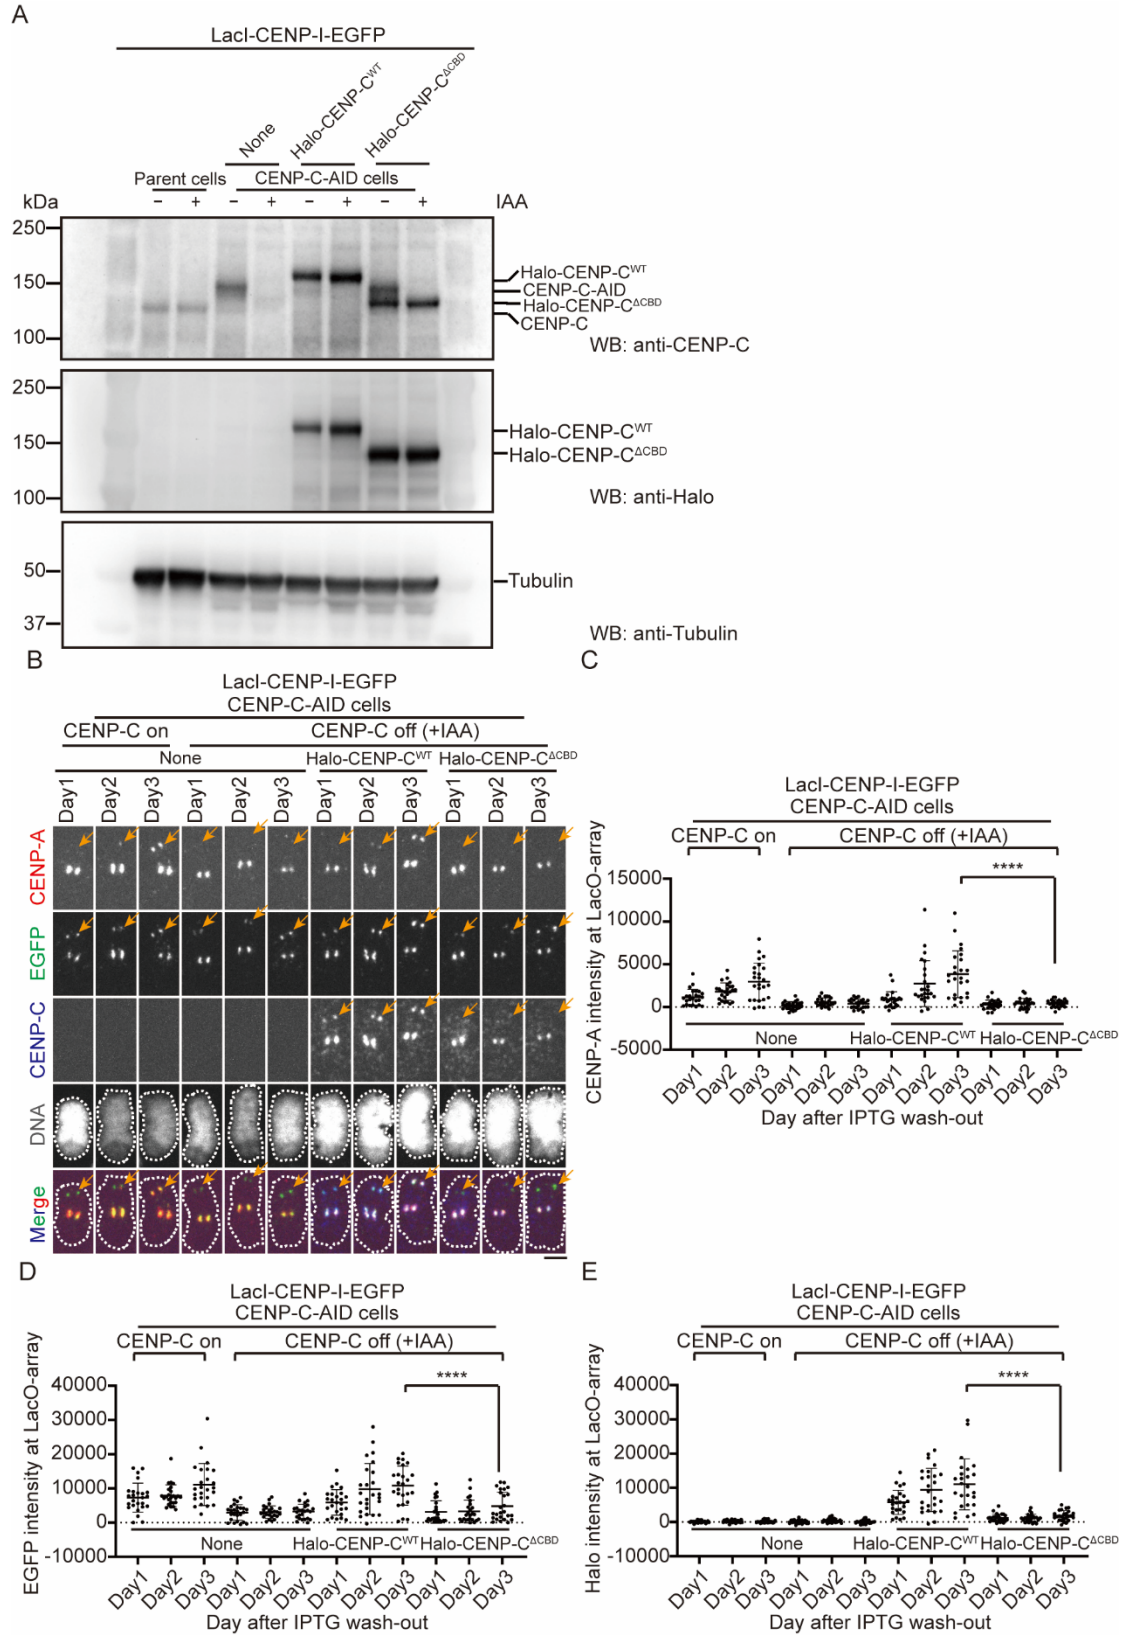 A
LacI-CENP-I-EGFP
None
Halo-CENP-C^WT
Halo-CENP-C^ΔCBD
Parent cells
CENP-C-AID cells
kDa − + − + − + − + IAA
250
150
100
Halo-CENP-C^WT
CENP-C-AID
Halo-CENP-C^ΔCBD
CENP-C
WB: anti-CENP-C
250
150
100
Halo-CENP-C^WT
Halo-CENP-C^ΔCBD
WB: anti-Halo
50
37
Tubulin
WB: anti-Tubulin
B
LacI-CENP-I-EGFP
CENP-C-AID cells
CENP-C on CENP-C off (+IAA)
None Halo-CENP-C^WT Halo-CENP-C^ΔCBD
Day1 Day2 Day3 Day1 Day2 Day3 Day1 Day2 Day3 Day1 Day2 Day3
CENP-A
EGFP
CENP-C
DNA
Merge
C
LacI-CENP-I-EGFP
CENP-C-AID cells
CENP-C on CENP-C off (+IAA)
****
CENP-A intensity at LacO-array
15000
10000
5000
0
-5000
None Halo-CENP-C^WT Halo-CENP-C^ΔCBD
Day1 Day2 Day3 Day1 Day2 Day3 Day1 Day2 Day3 Day1 Day2 Day3
Day after IPTG wash-out
D
LacI-CENP-I-EGFP
CENP-C-AID cells
CENP-C on CENP-C off (+IAA)
****
EGFP intensity at LacO-array
40000
30000
20000
10000
0
-10000
None Halo-CENP-C^WT Halo-CENP-C^ΔCBD
Day1 Day2 Day3 Day1 Day2 Day3 Day1 Day2 Day3 Day1 Day2 Day3
Day after IPTG wash-out
E
LacI-CENP-I-EGFP
CENP-C-AID cells
CENP-C on CENP-C off (+IAA)
****
Halo intensity at LacO-array
40000
30000
20000
10000
0
-10000
None Halo-CENP-C^WT Halo-CENP-C^ΔCBD
Day1 Day2 Day3 Day1 Day2 Day3 Day1 Day2 Day3 Day1 Day2 Day3
Day after IPTG wash-out